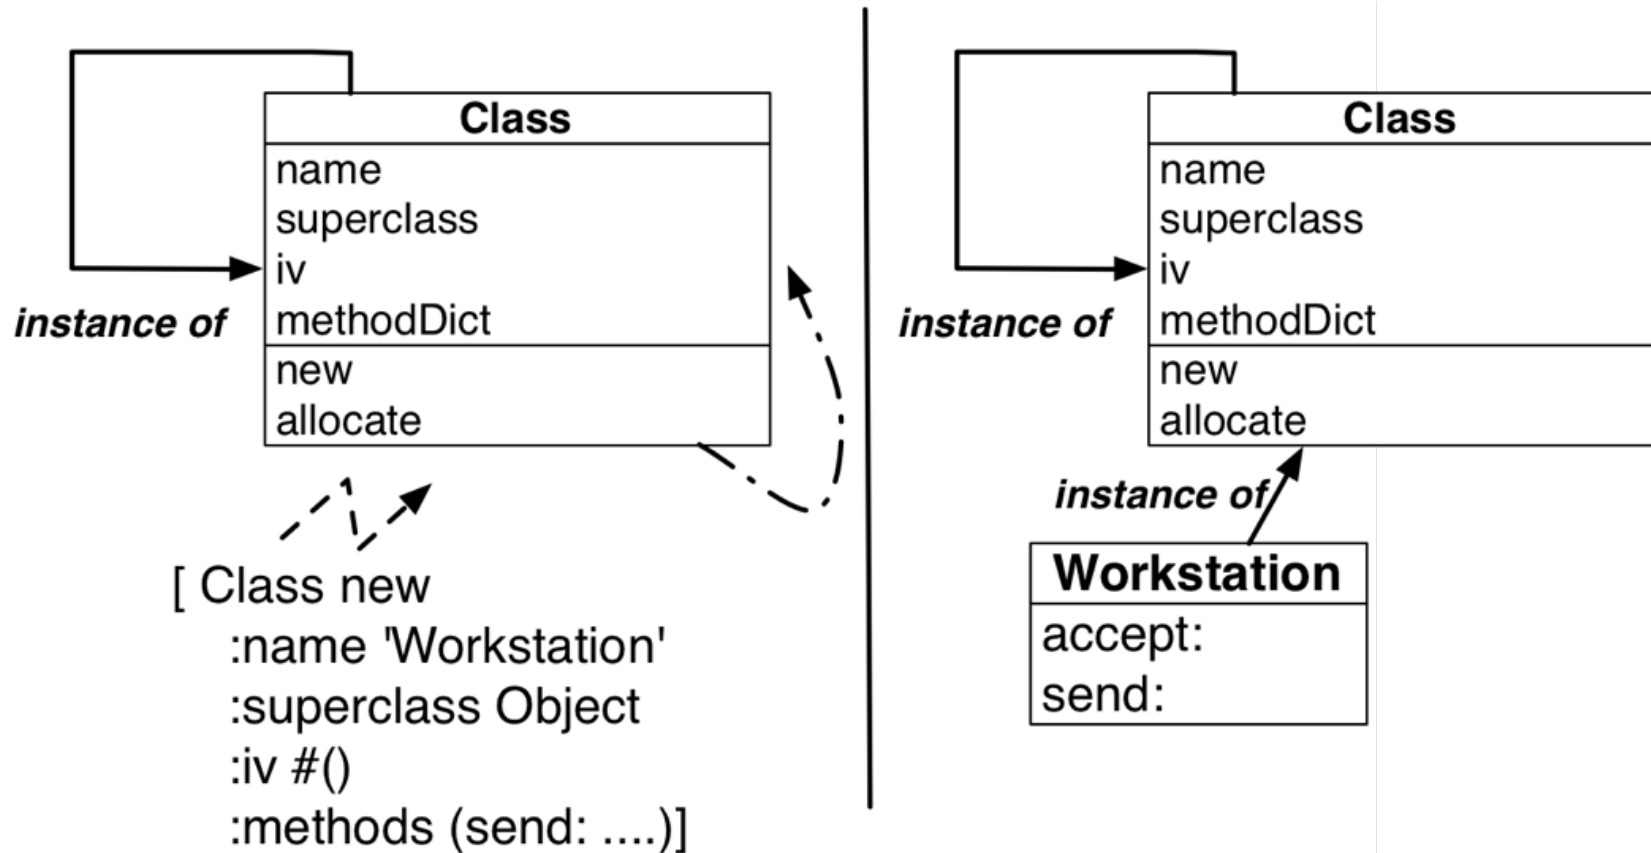 Class
name
superclass
iv
methodDict
new
allocate
instance of
[ Class new
:name 'Workstation'
:superclass Object
:iv #()
:methods (send: ....)]
Class
name
superclass
iv
methodDict
new
allocate
instance of
instance of
Workstation
accept:
send: